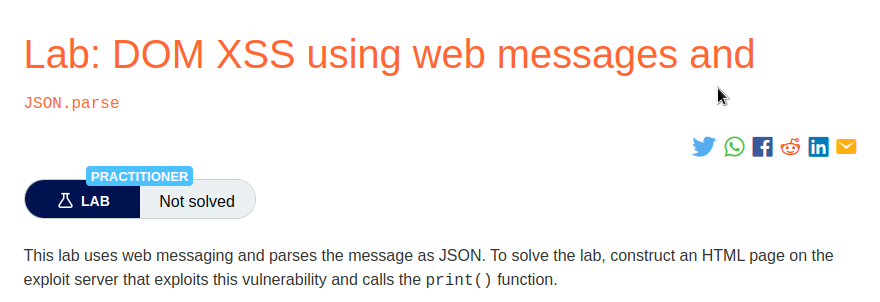 Lab: DOM XSS using web messages and
JSON.parse
PRACTITIONER
LAB Not solved
This lab uses web messaging and parses the message as JSON. To solve the lab, construct an HTML page on the
exploit server that exploits this vulnerability and calls the print() function.